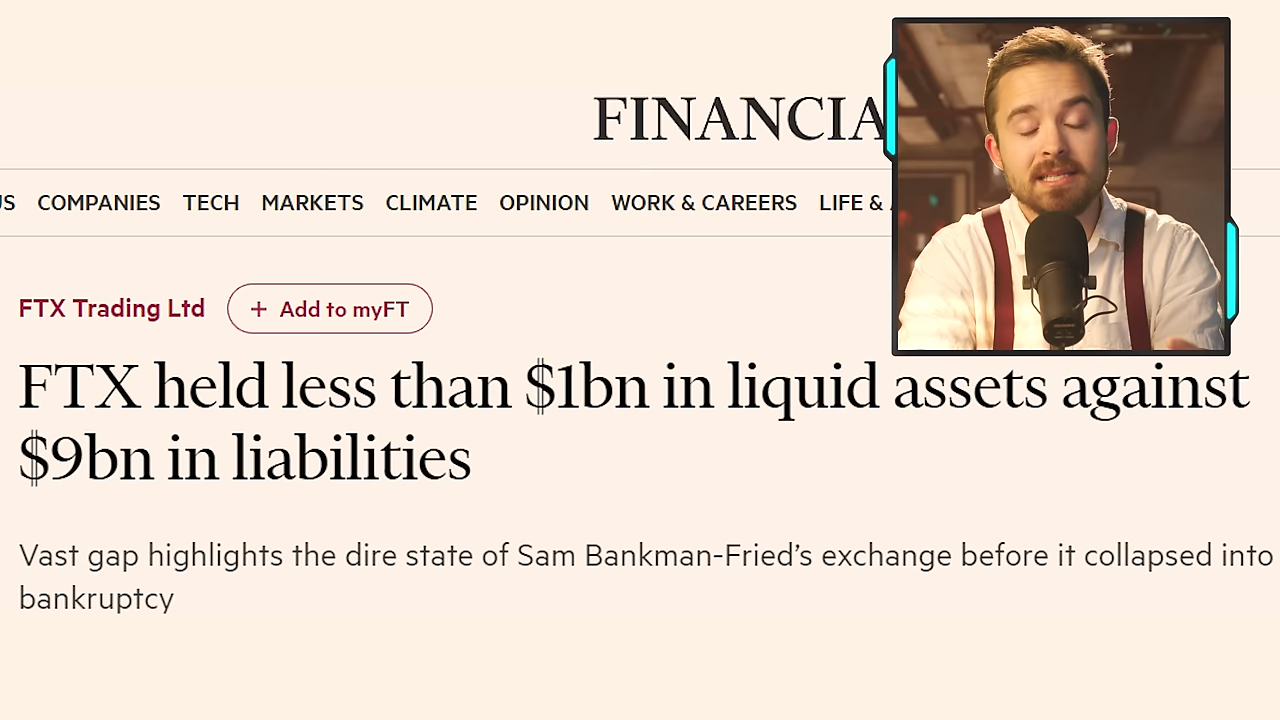 FINANCIA
US COMPANIES TECH MARKETS CLIMATE OPINION WORK & CAREERS LIFE &
FTX Trading Ltd + Add to myFT
FTX held less than $1bn in liquid assets against
$9bn in liabilities
Vast gap highlights the dire state of Sam Bankman-Fried’s exchange before it collapsed into
bankruptcy